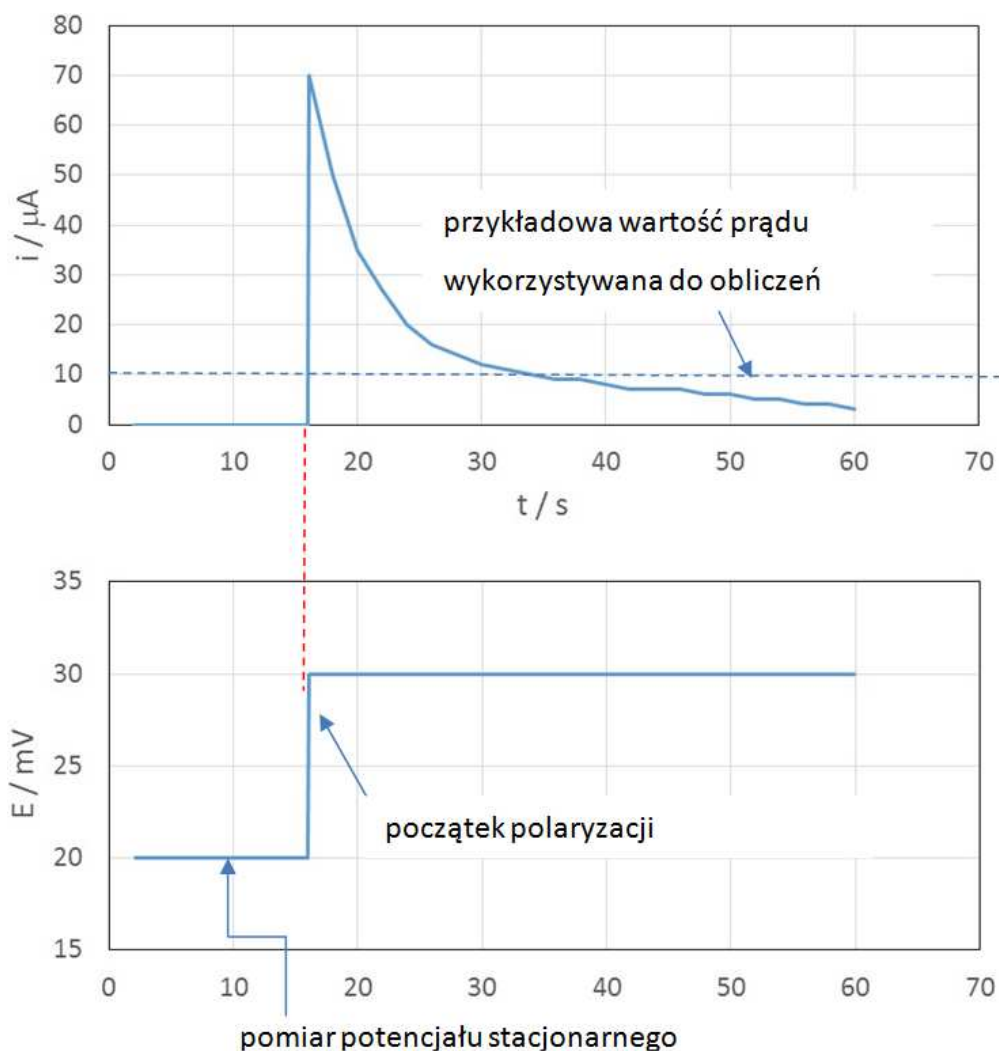 80
70
60
50
40
30
20
10
0
i / µA
przykładowa wartość prądu
wykorzystywana do obliczeń
0 10 20 30 40 50 60 70
t / s
35
30
25
20
15
E / mV
początek polaryzacji
0 10 20 30 40 50 60 70
pomiar potencjału stacjonarnego